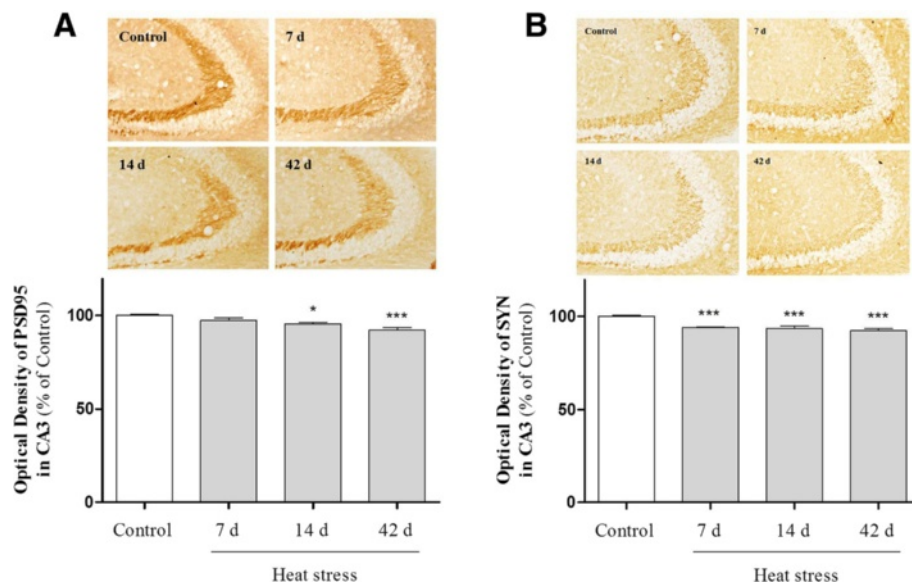 A
Control
7 d
14 d
42 d
Optical Density of PSD95
in CA3 (% of Control)
100
50
0
*
***
Control
7 d
14 d
42 d
Heat stress
B
Control
7 d
14 d
42 d
Optical Density of SYN
in CA3 (% of Control)
100
50
0
***
***
***
Control
7 d
14 d
42 d
Heat stress